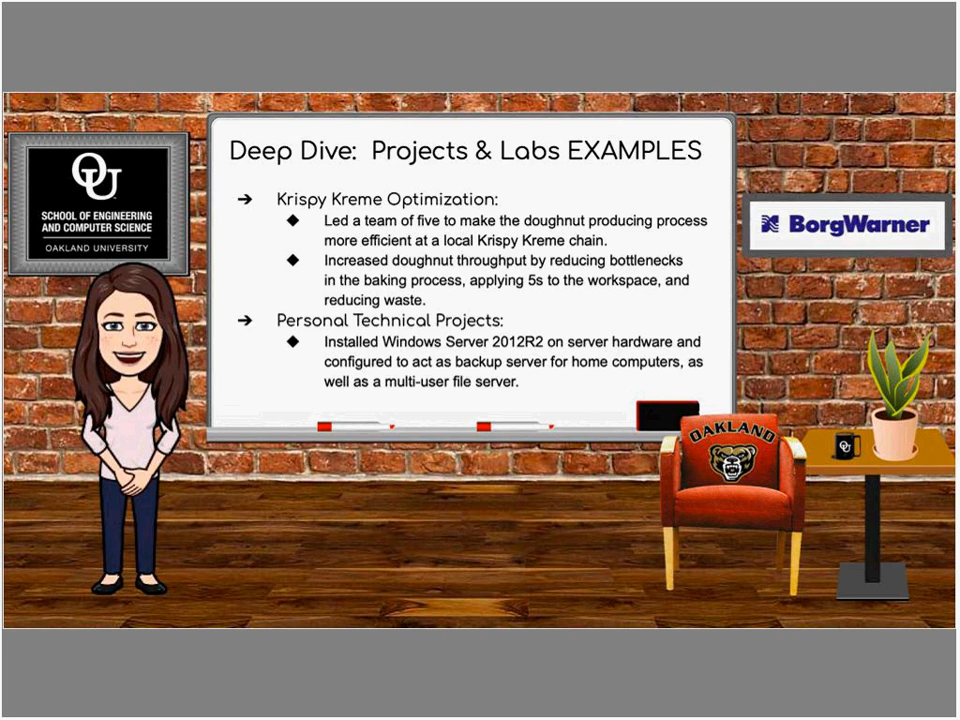 Deep Dive: Projects & Labs EXAMPLES
➔ Krispy Kreme Optimization:
◆ Led a team of five to make the doughnut producing process
more efficient at a local Krispy Kreme chain.
◆ Increased doughnut throughput by reducing bottlenecks
in the baking process, applying 5s to the workspace, and
reducing waste.
➔ Personal Technical Projects:
◆ Installed Windows Server 2012R2 on server hardware and
configured to act as backup server for home computers, as
well as a multi-user file server.
OU
SCHOOL OF ENGINEERING
AND COMPUTER SCIENCE
OAKLAND UNIVERSITY
BorgWarner
OAKLAND
OU